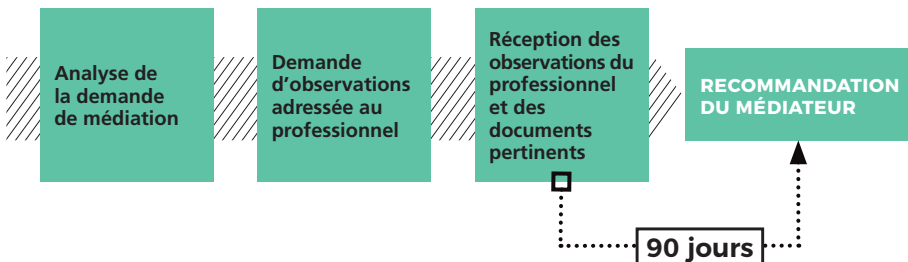 Analyse de
la demande
de médiation
Demande
d'observations
adressée au
professionnel
Réception des
observations du
professionnel
et des
documents
pertinents
RECOMMANDATION
DU MÉDIATEUR
90 jours